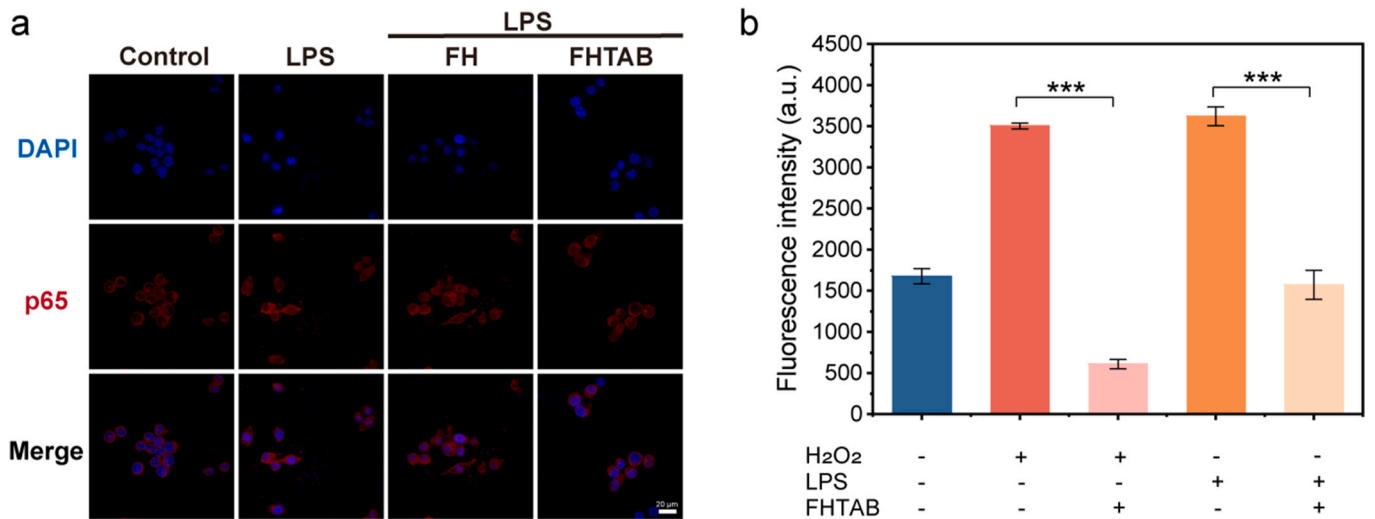 a
LPS
Control LPS FH FHTAB
DAPI
p65
Merge
20 μm
b
Fluorescence intensity (a.u.)
4500
4000
3500
3000
2500
2000
1500
1000
500
0
*** ***
H₂O₂ - + + - -
LPS - - - + +
FHTAB - - + - +